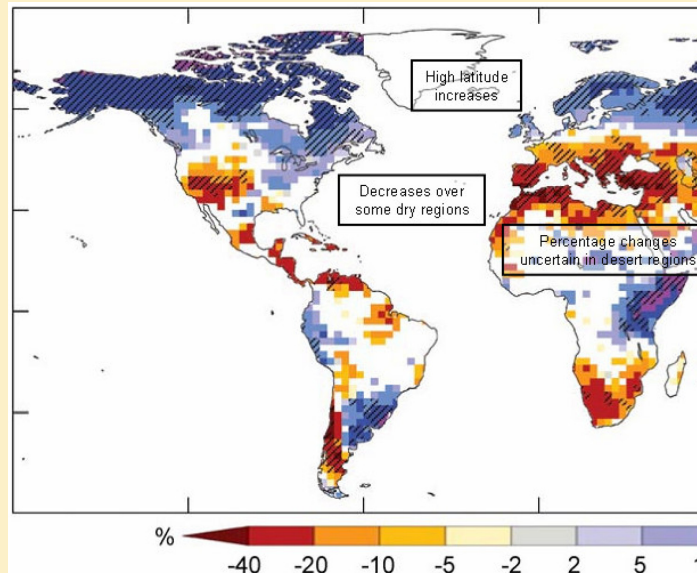 High latitude
increases
Decreases over
some dry regions
Percentage changes
uncertain in desert regions
%
-40 -20 -10 -5 -2 2 5